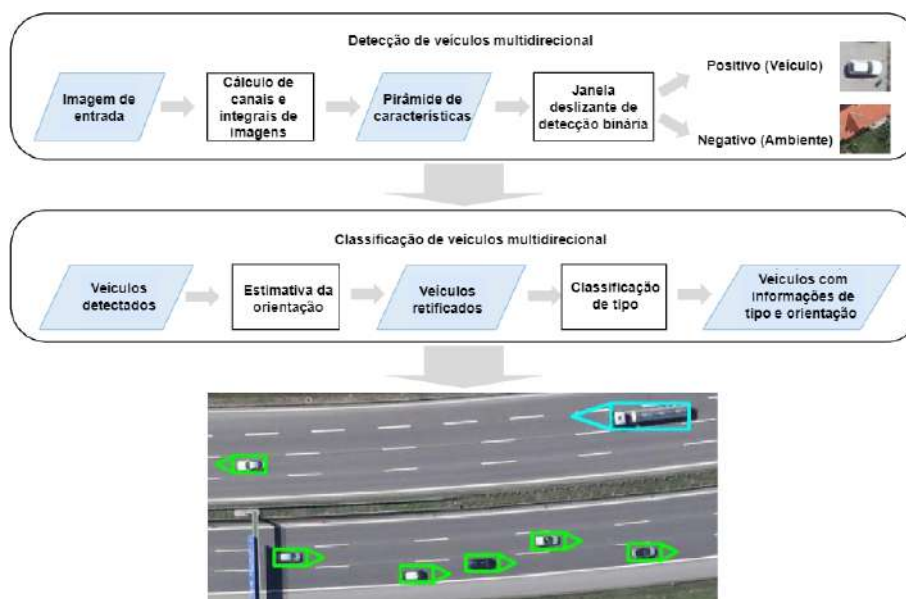 Detecção de veículos multidirecional
Imagem de
entrada
Cálculo de
canais e
integrais de
imagens
Pirâmide de
características
Janela
deslizante de
detecção binária
Positivo (Veículo)
Negativo (Ambiente)
Classificação de veículos multidirecional
Veículos
detectados
Estimativa da
orientação
Veículos
retificados
Classificação
de tipo
Veículos com
informações de
tipo e orientação